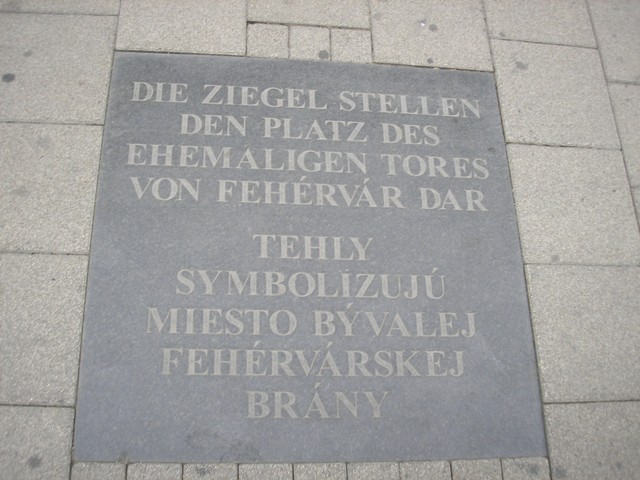 DIE ZIEGEL STELLEN
DEN PLATZ DES
EHEMALIGEN TORES
VON FEHÉRVÁR DAR
TEHLY
SYMBOLIZUJÚ
MIESTO BÝVALEJ
FEHÉRVÁRSKEJ
BRÁNY